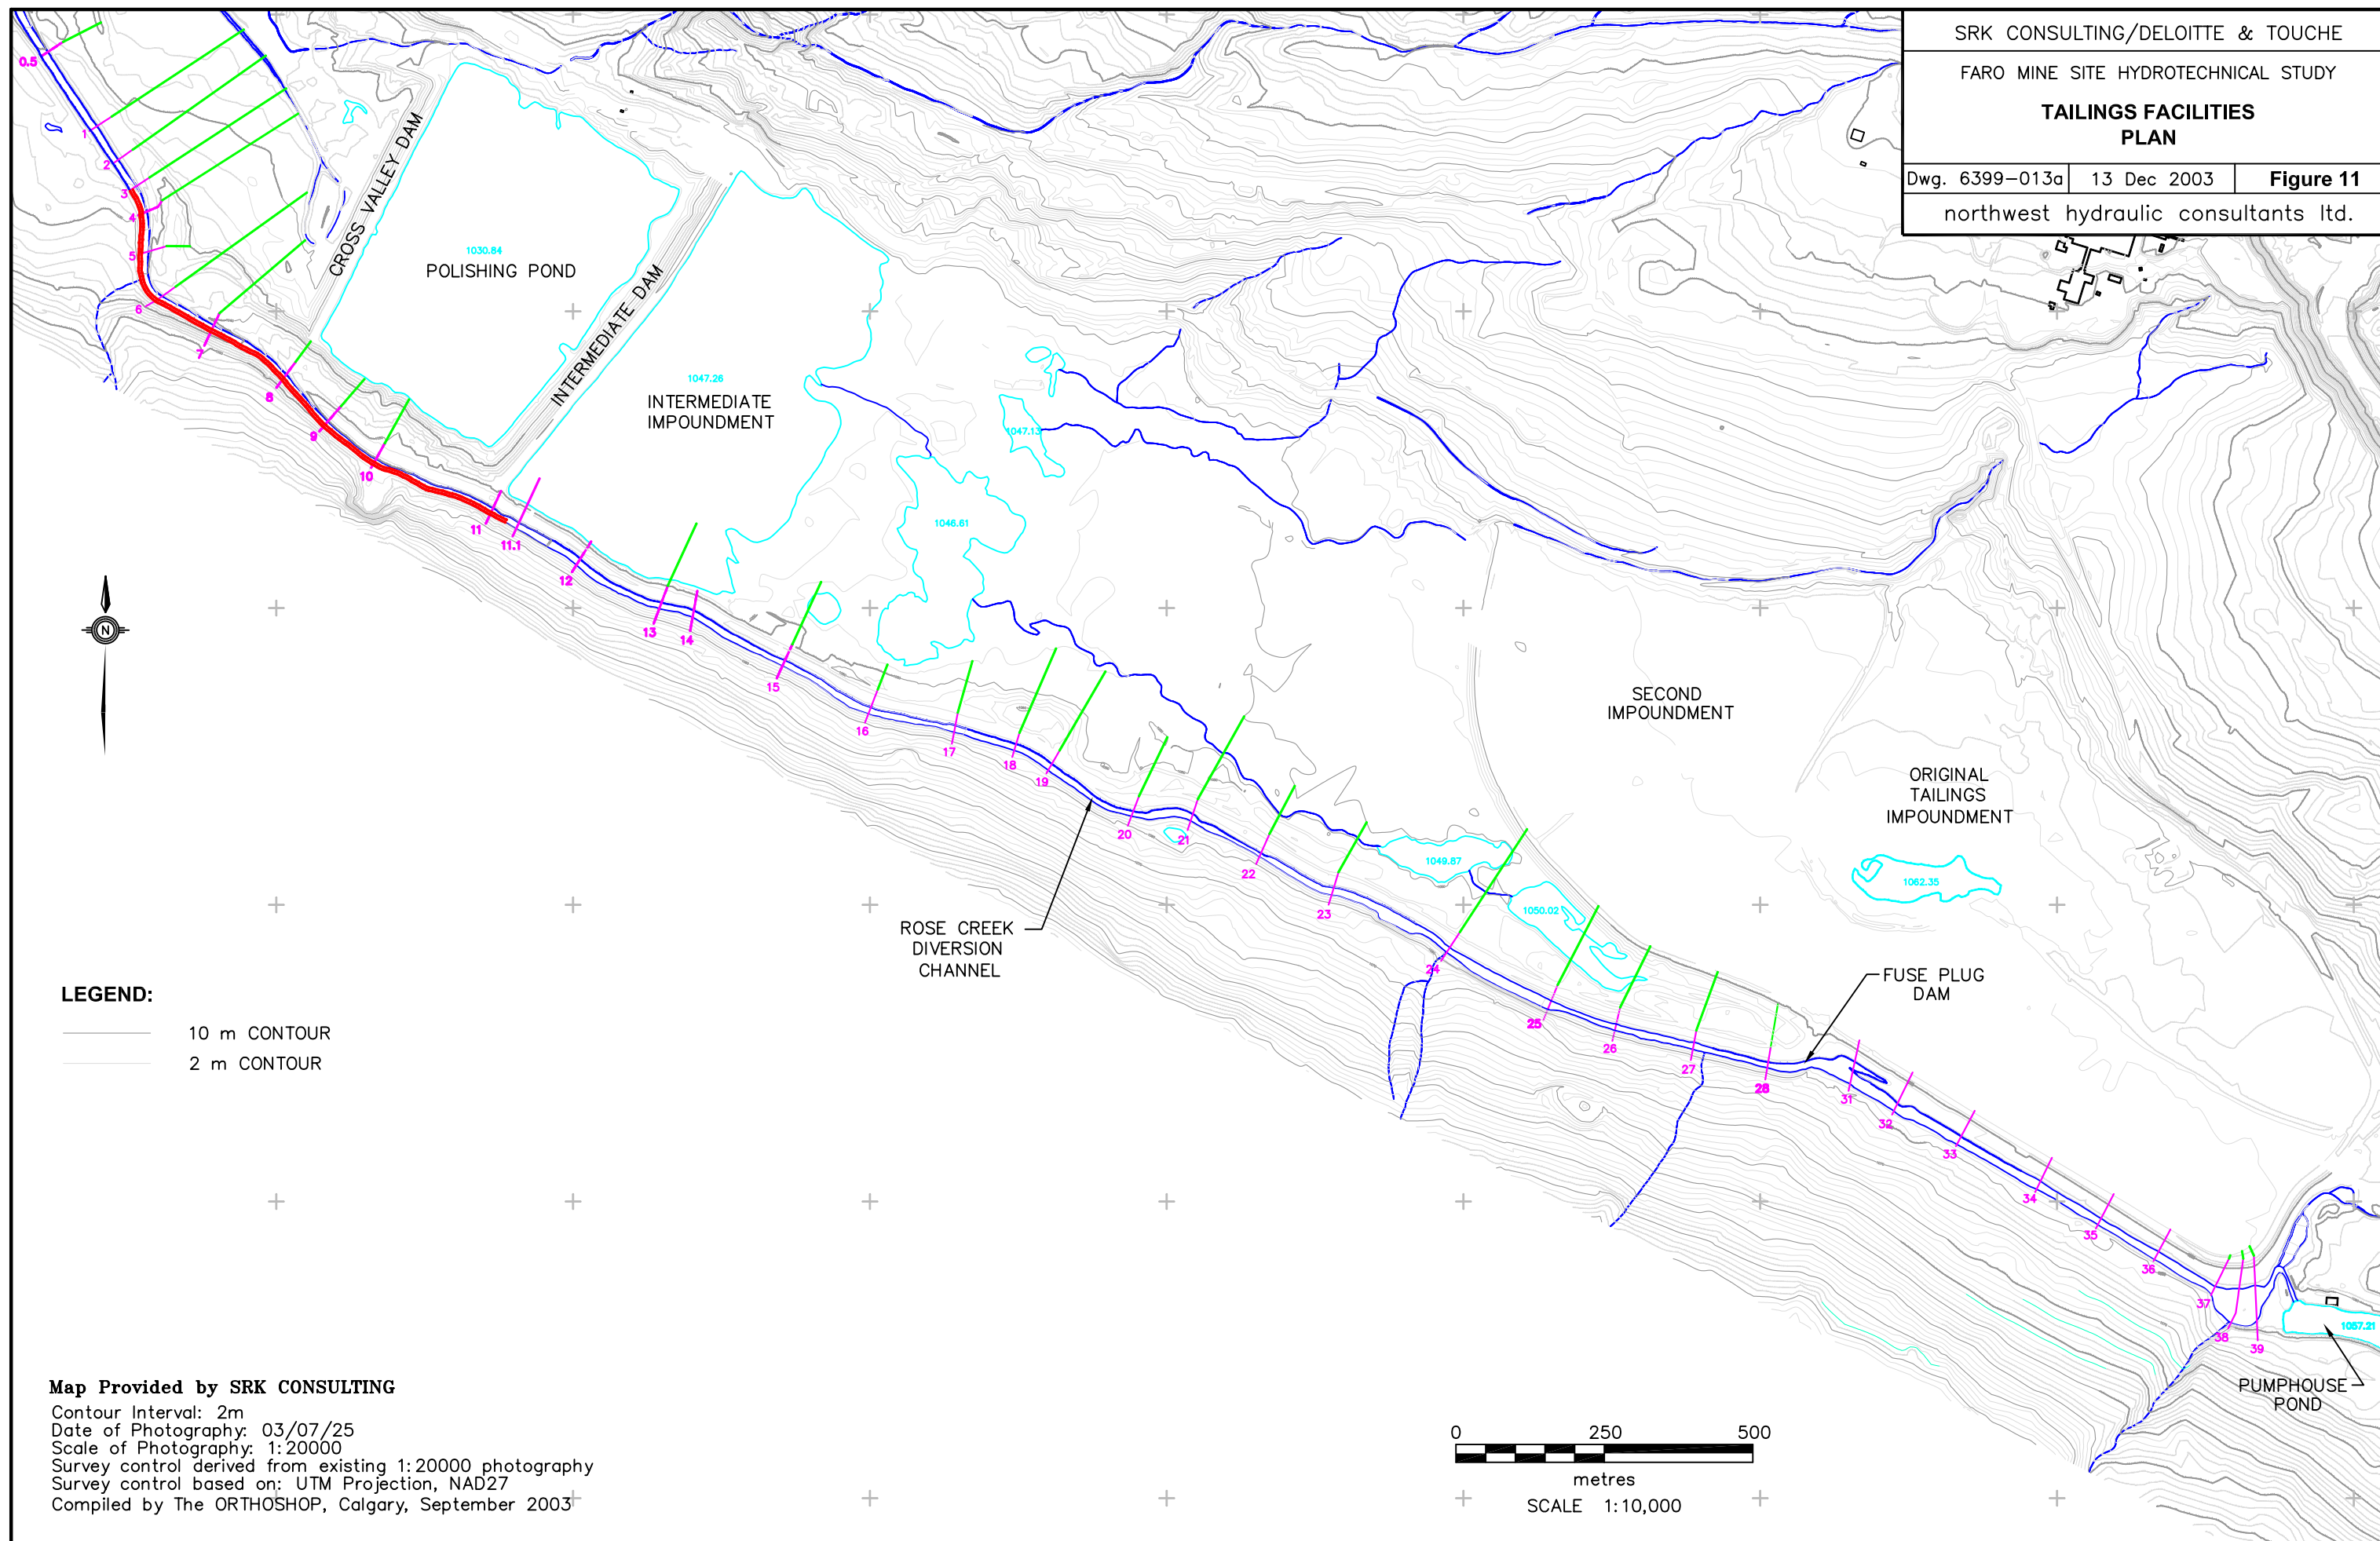 SRK CONSULTING/DELOITTE & TOUCHE
FARO MINE SITE HYDROTECHNICAL STUDY
TAILINGS FACILITIES
PLAN
Dwg. 6399-013a
13 Dec 2003
Figure 11
northwest hydraulic consultants ltd.
0.5
1
2
3
4
5
6
7
8
9
10
11
11.1
12
13
14
15
16
17
18
19
20
21
22
23
24
25
26
27
28
31
32
33
34
35
36
37
38
39
CROSS VALLEY DAM
1030.84
POLISHING POND
INTERMEDIATE DAM
1047.26
INTERMEDIATE
IMPOUNDMENT
1047.13
1048.61
SECOND
IMPOUNDMENT
ORIGINAL
TAILINGS
IMPOUNDMENT
1049.87
1050.02
1062.35
N
ROSE CREEK
DIVERSION
CHANNEL
FUSE PLUG
DAM
1057.21
PUMPHOUSE
POND
LEGEND:
10 m CONTOUR
2 m CONTOUR
Map Provided by SRK CONSULTING
Contour Interval: 2m
Date of Photography: 03/07/25
Scale of Photography: 1:20000
Survey control derived from existing 1:20000 photography
Survey control based on: UTM Projection, NAD27
Compiled by The ORTHOSHOP, Calgary, September 2003
0 250 500
metres
SCALE 1:10,000